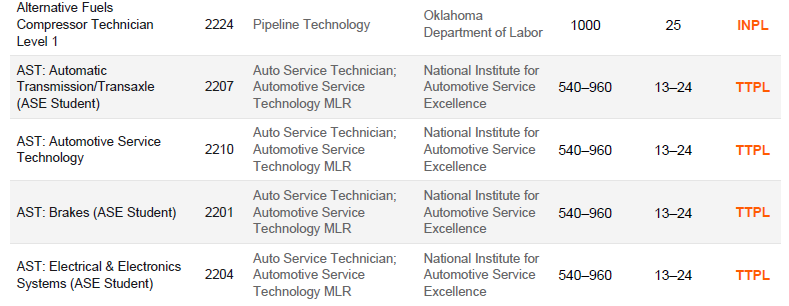 Alternative Fuels
Compressor Technician
Level 1
2224
Pipeline Technology
Oklahoma
Department of Labor
1000
25
INPL
AST: Automatic
Transmission/Transaxle
(ASE Student)
2207
Auto Service Technician;
Automotive Service
Technology MLR
National Institute for
Automotive Service
Excellence
540–960
13–24
TTPL
AST: Automotive Service
Technology
2210
Auto Service Technician;
Automotive Service
Technology MLR
National Institute for
Automotive Service
Excellence
540–960
13–24
TTPL
AST: Brakes (ASE Student)
2201
Auto Service Technician;
Automotive Service
Technology MLR
National Institute for
Automotive Service
Excellence
540–960
13–24
TTPL
AST: Electrical & Electronics
Systems (ASE Student)
2204
Auto Service Technician;
Automotive Service
Technology MLR
National Institute for
Automotive Service
Excellence
540–960
13–24
TTPL